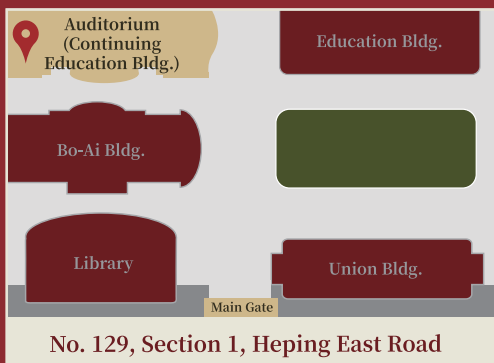 Auditorium
(Continuing
Education Bldg.)
Education Bldg.
Bo-Ai Bldg.
Library
Union Bldg.
Main Gate
No. 129, Section 1, Heping East Road